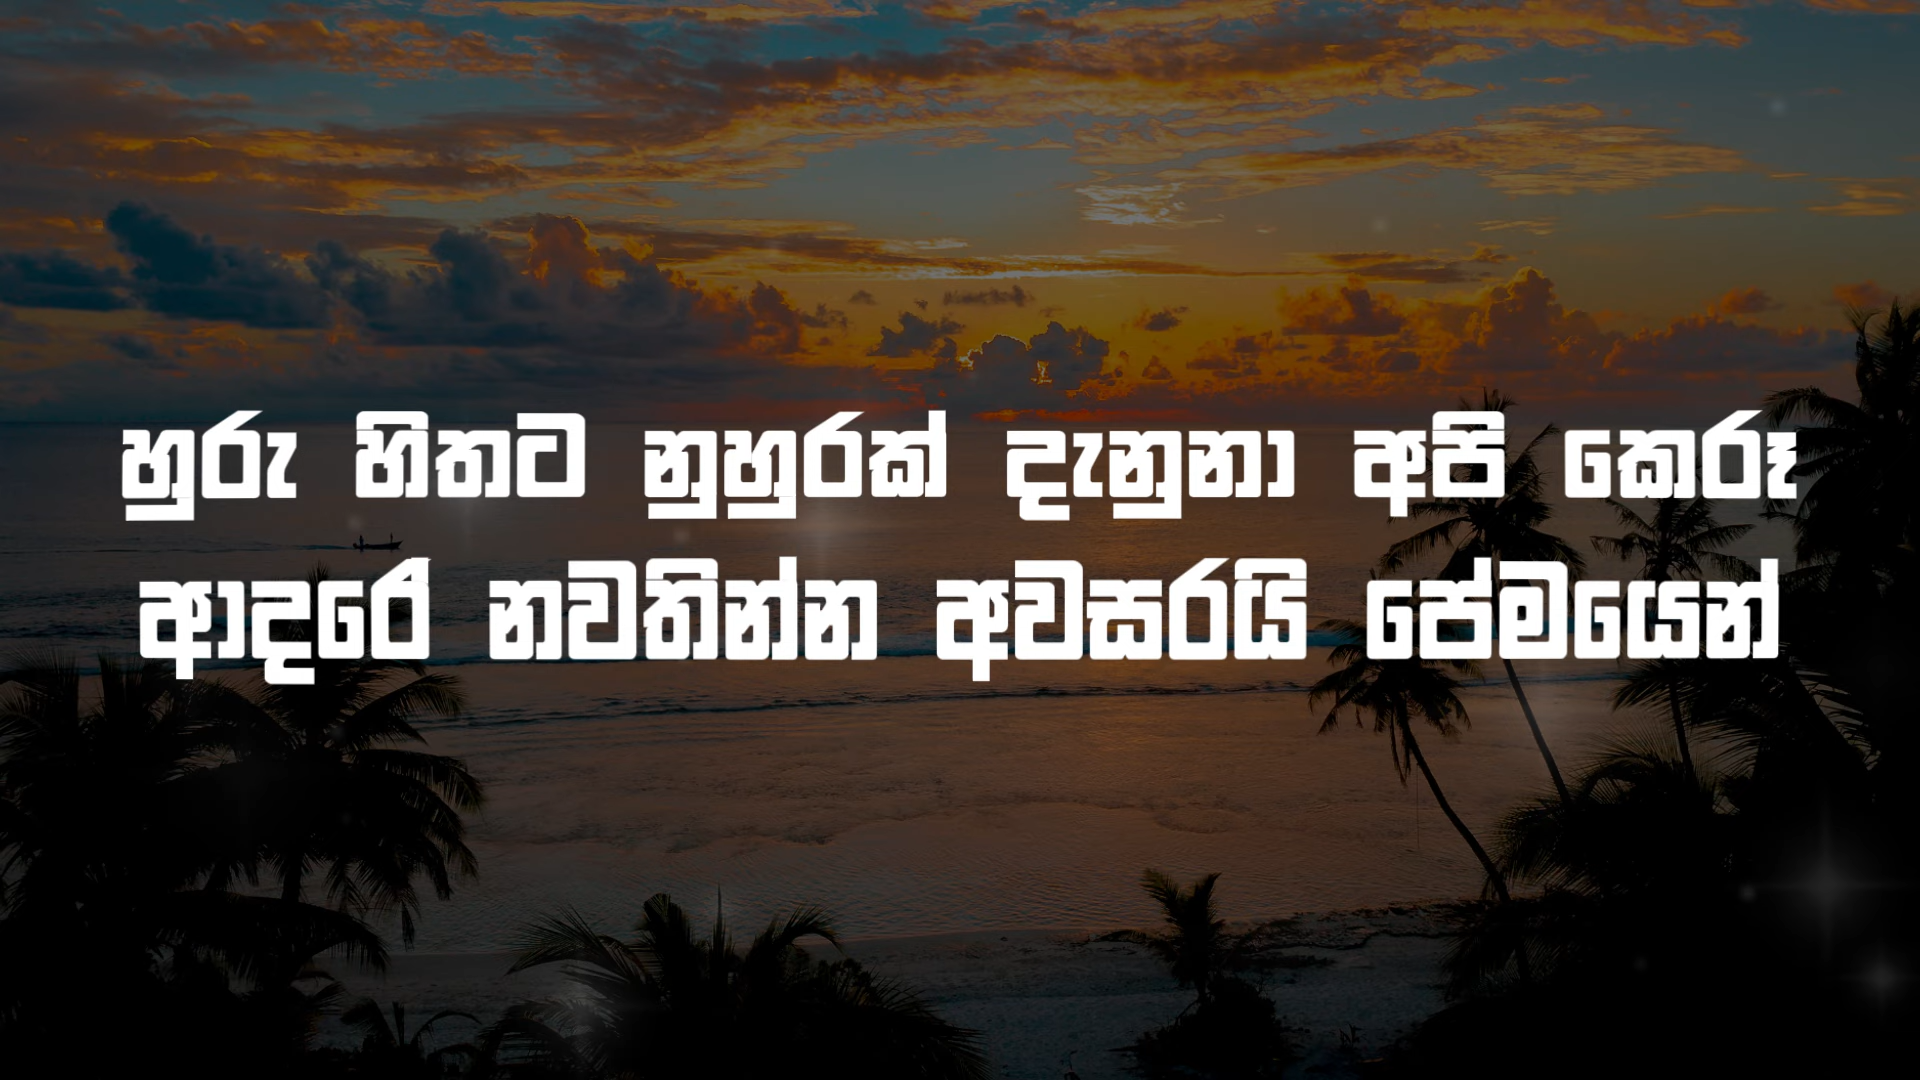 හුරු හිතට නුහුරක් දැනුනා අපි කෙරූ
ආදරේ නවතින්න අවසරයි පේමයෙන්